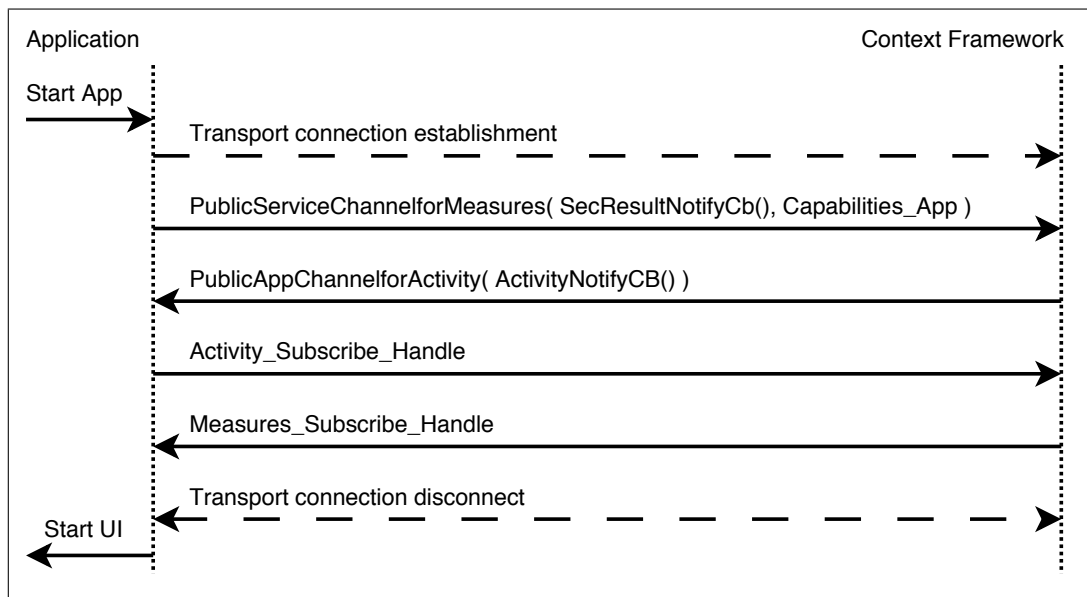 Application
Context Framework
Start App
Transport connection establishment
PublicServiceChannelforMeasures( SecResultNotifyCb(), Capabilities_App )
PublicAppChannelforActivity( ActivityNotifyCB() )
Activity_Subscribe_Handle
Measures_Subscribe_Handle
Transport connection disconnect
Start UI